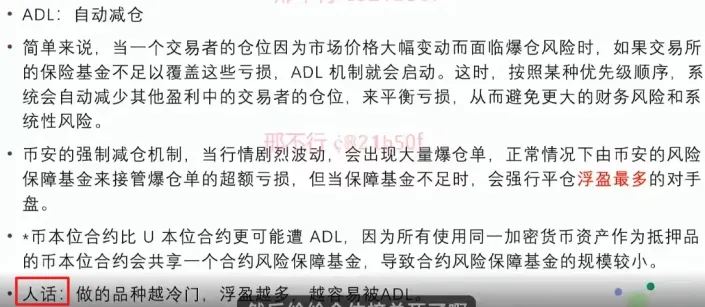 • ADL：自动减仓
• 简单来说，当一个交易者的仓位因为市场价格大幅变动而面临爆仓风险时，如果交易所
的保险基金不足以覆盖这些亏损，ADL 机制就会启动。这时，按照某种优先级顺序，系
统会自动减少其他盈利中的交易者的仓位，来平衡亏损，从而避免更大的财务风险和系
统性风险。
邢不行
• 币安的强制减仓机制，当行情剧烈波动，会出现大量爆仓单，正常情况下由币安的风险
保障基金来接管爆仓单的超额亏损，但当保障基金不足时，会强行平仓浮盈最多的对手
盘。
• *币本位合约比 U 本位合约更可能遭 ADL，因为所有使用同一加密货币资产作为抵押品
的币本位合约会共享一个合约风险保障基金，导致合约风险保障基金的规模较小。
• 人话：做的品种越冷门，浮盈越多，越容易被ADL。